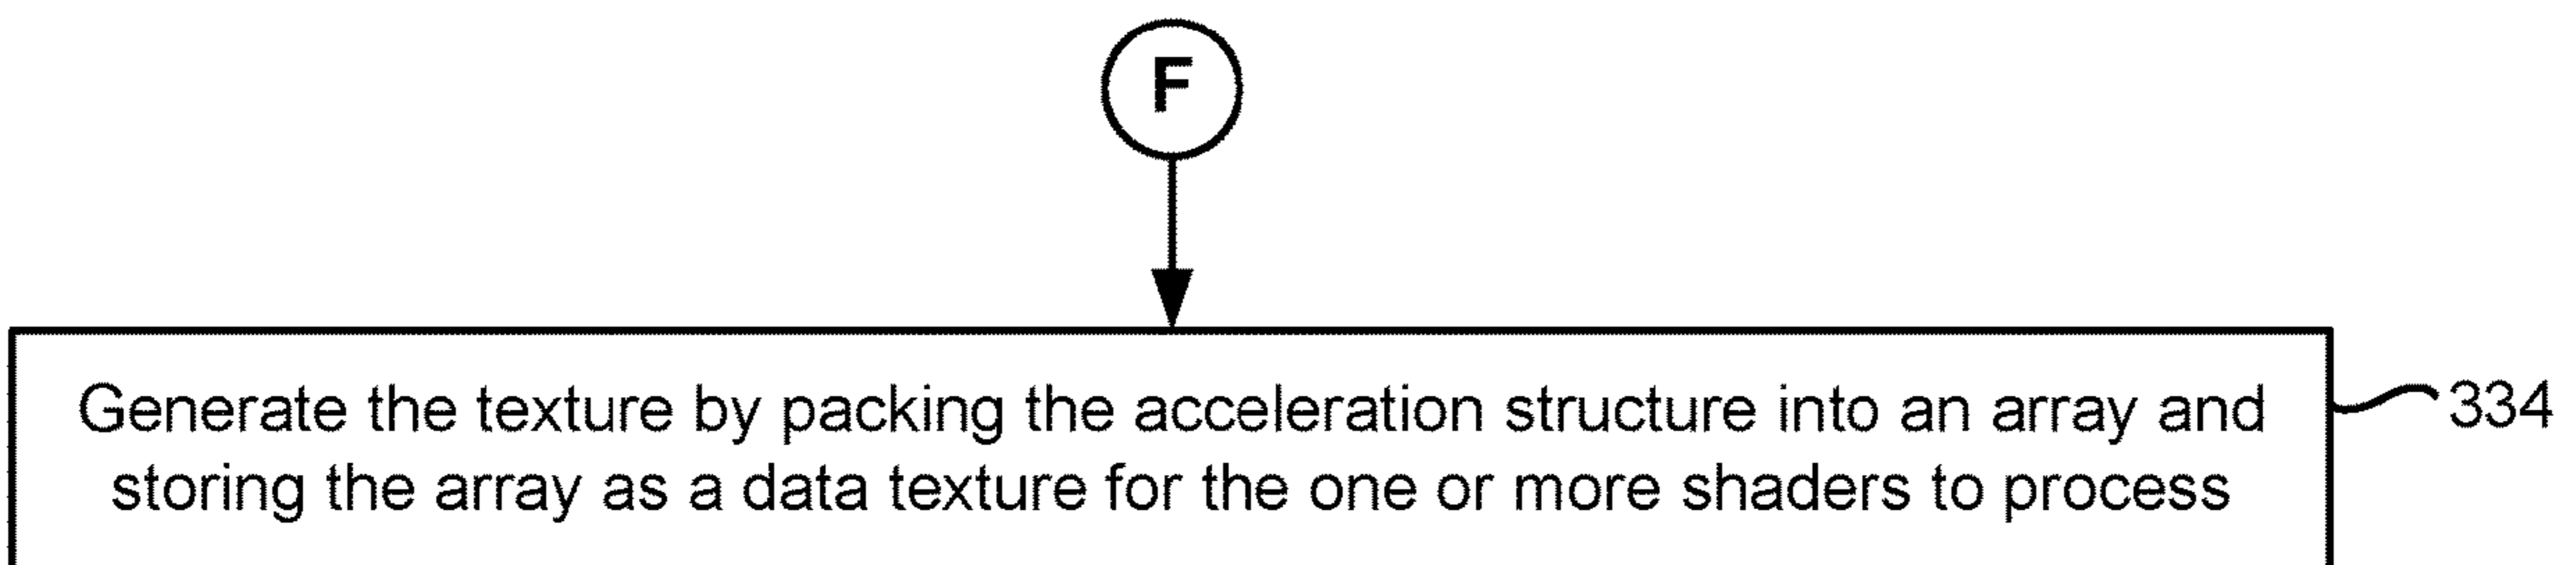 F
Generate the texture by packing the acceleration structure into an array and
334
storing the array as a data texture for the one or more shaders to process